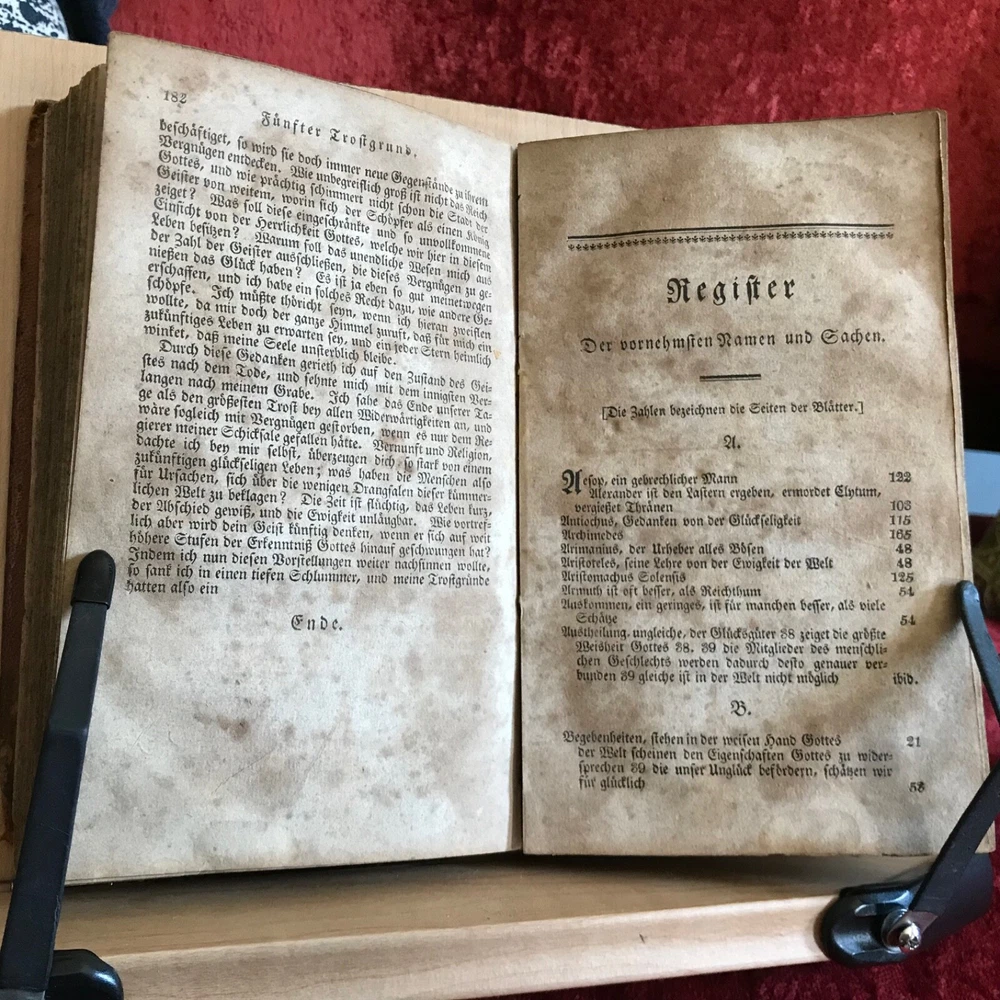 182
Fünfter Trostgrund.
beschäftiget, so wird sie doch immer neue Gegenstände zu ihrem
Vergnügen entdecken. Wie unbegreiflich groß ist nicht das Reich
Gottes, und wie prächtig schimmert nicht schon die Stadt der
Geister von weitem, worin sich der Schöpfer als einen König
zeiget? Was soll diese eingeschränkte und so unvollkommene
Einsicht von der Herrlichkeit Gottes, welche wir hier in diesem
Leben besitzen? Warum soll das unendliche Wesen mich aus
der Zahl der Geister ausschließen, die dieses Vergnügen zu ge-
nießen das Glück haben? Es ist ja eben so gut meinetwegen
erschaffen, und ich habe ein solches Recht dazu, wie andere Ge-
schöpfe. Ich müßte thöricht seyn, wenn ich hieran zweiflen
wollte, da mir doch der ganze Himmel zuruft, daß für mich ein
zukünftiges Leben zu erwarten sey, und ein jeder Stern heimlich
winket, daß meine Seele unsterblich bleibe.
Durch diese Gedanken gerieth ich auf den Zustand des Gei-
stes nach dem Tode, und sehnte mich mit dem innigsten Ver-
langen nach meinem Grabe. Ich sahe das Ende unserer Ta-
ge als den größesten Trost bey allen Widerwärtigkeiten an, und
wäre sogleich mit Vergnügen gestorben, wenn es nur dem Re-
gierer meiner Schicksale gefallen hätte. Vernunft und Religion,
dachte ich bey mir selbst, überzeugen dich so stark von einem
zukünftigen glückseligen Leben; was haben die Menschen also
für Ursachen, sich über die wenigen Drangsalen dieser kümmer-
lichen Welt zu beklagen? Die Zeit ist flüchtig, das Leben kurz,
der Abschied gewiß, und die Ewigkeit unläugbar. Wie vortref-
lich aber wird dein Geist künftig denken, wenn er sich auf weit
höhere Stufen der Erkenntniß Gottes hinauf geschwungen hat?
Indem ich nun diesen Vorstellungen weiter nachsinnen wollte,
so sank ich in einen tiefen Schlummer, und meine Trostgründe
hatten also ein
Ende.
Register
Der vornehmsten Namen und Sachen.
[Die Zahlen bezeichnen die Seiten der Blätter.]
A.
Aesop, ein gebrechlicher Mann 122
Alexander ist den Lastern ergeben, ermordet Clytum,
vergießet Thränen 103
Antiochus, Gedanken von der Glückseligkeit 115
Archimedes 165
Arimanius, der Urheber alles Bösen 48
Aristoteles, seine Lehre von der Ewigkeit der Welt 48
Aristomachus Solensis 125
Armuth ist oft besser, als Reichthum 54
Auskommen, ein geringes, ist für manchen besser, als viele
Schätze 54
Austheilung, ungleiche, der Glücksgüter 38 zeiget die größte
Weisheit Gottes 38. 39 die Mitglieder des menschli-
chen Geschlechts werden dadurch desto genauer ver-
bunden 39 gleiche ist in der Welt nicht möglich ibid.
B.
Begebenheiten, stehen in der weisen Hand Gottes 21
der Welt scheinen den Eigenschaften Gottes zu wider-
sprechen 39 die unser Unglück befördern, schätzen wir
für glücklich 58